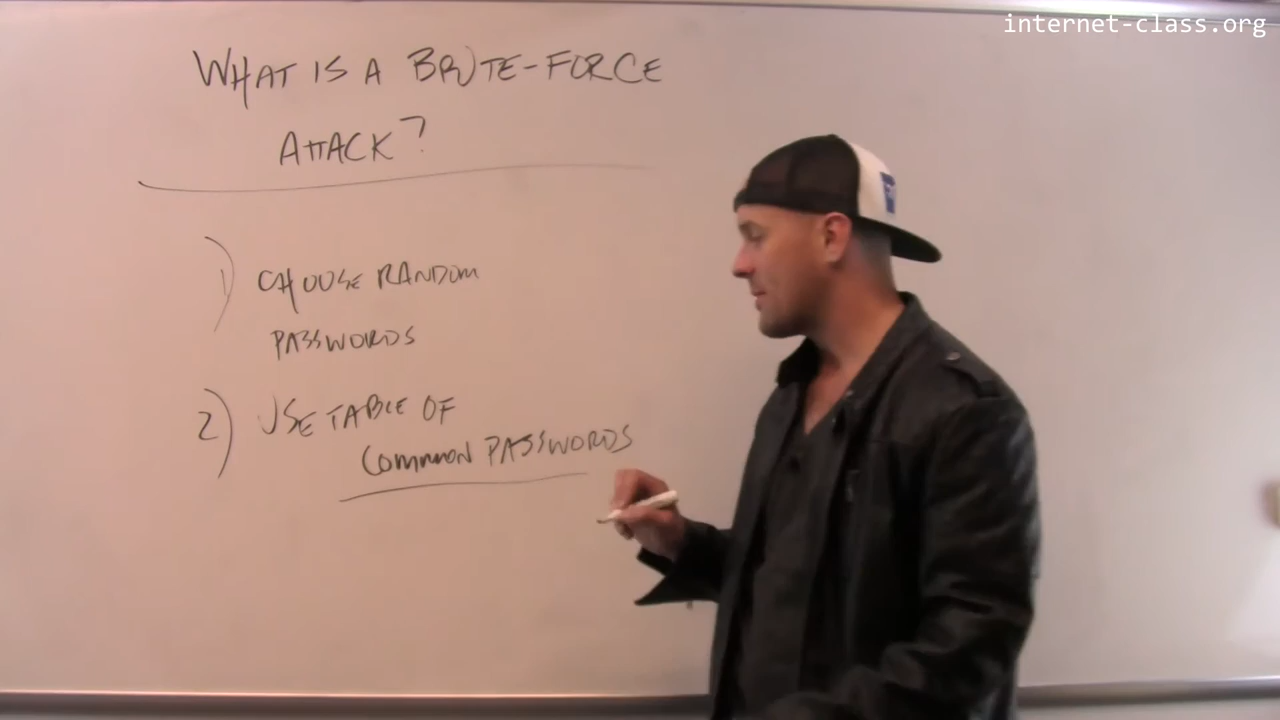 internet-class.org
WHAT IS A BRUTE-FORCE
ATTACK?
1) CHOOSE RANDOM
PASSWORDS
2) USE TABLE OF
COMMON PASSWORDS